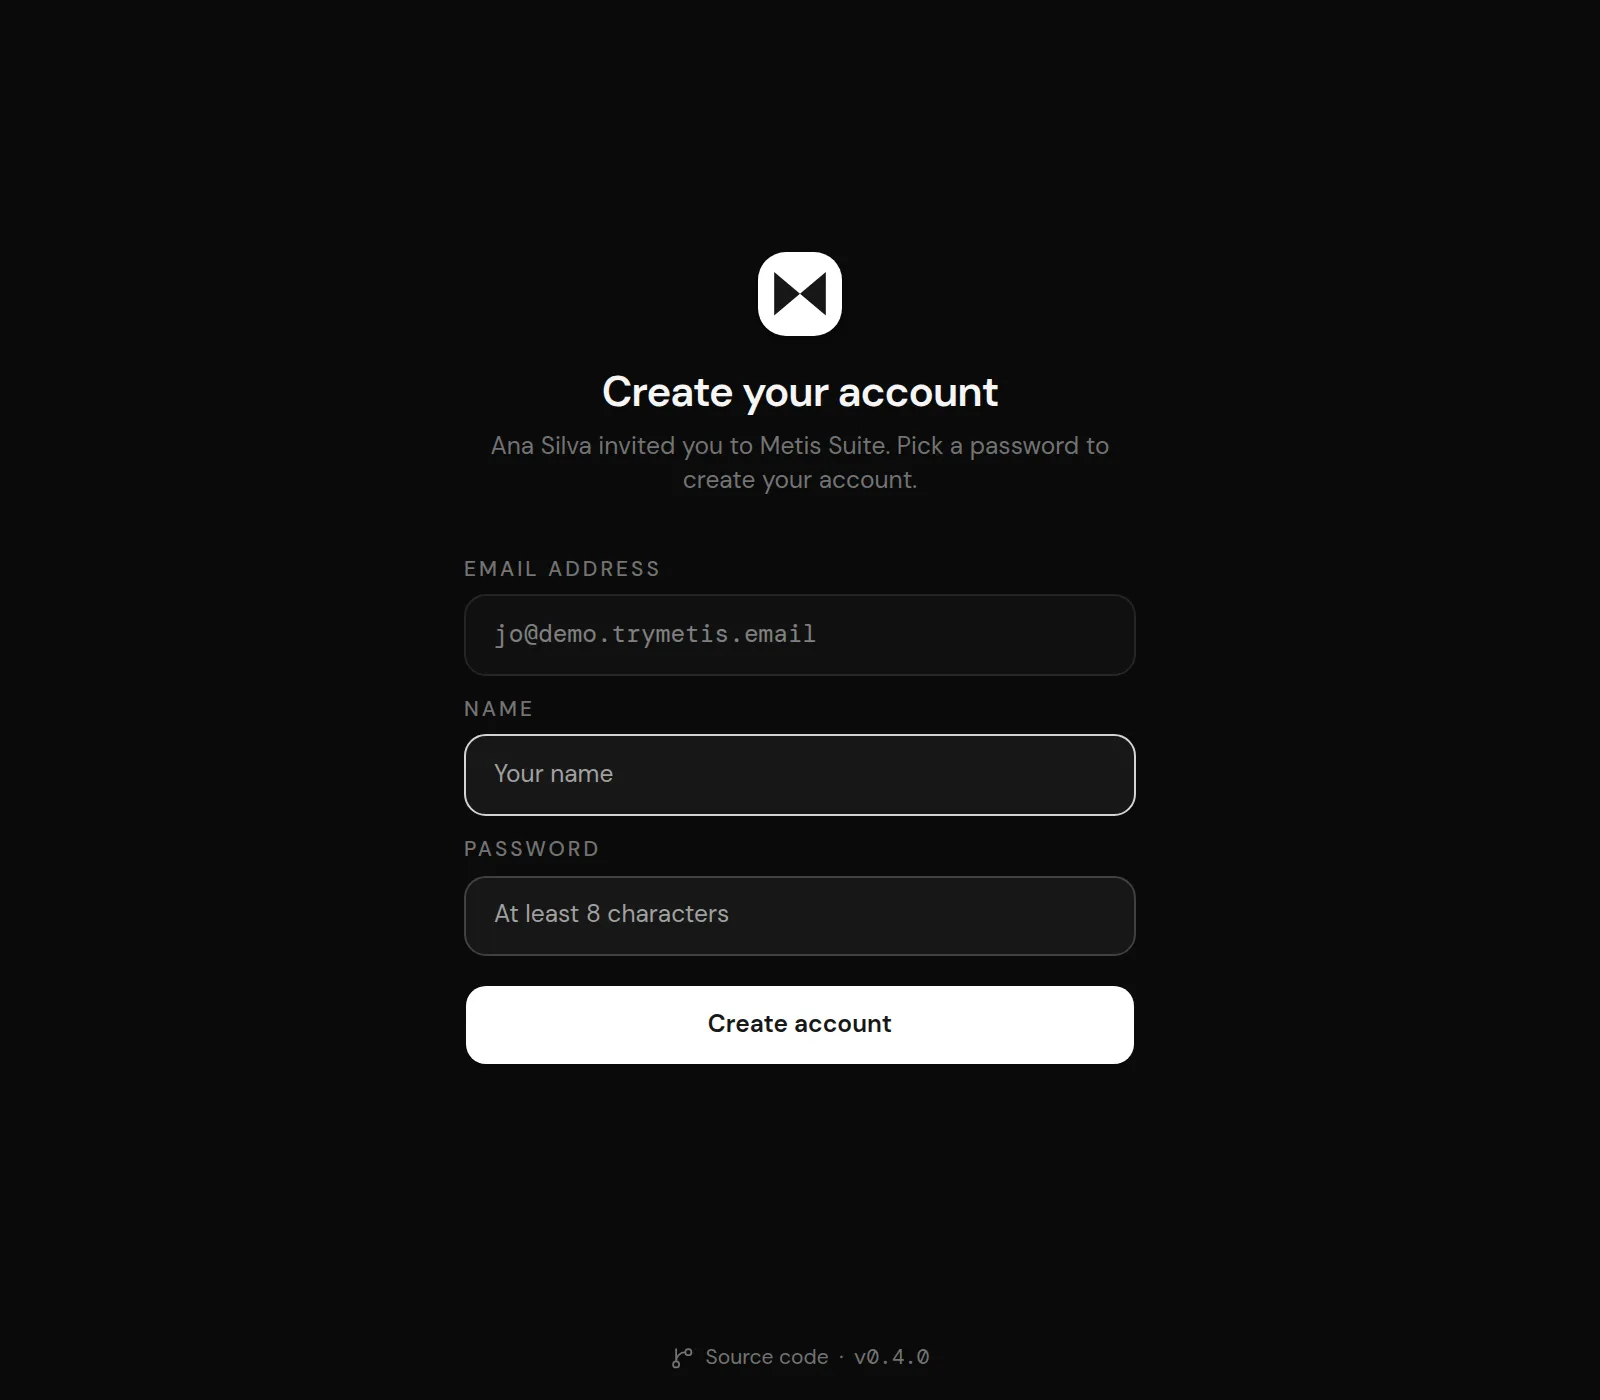 Create your account
Ana Silva invited you to Metis Suite. Pick a password to
create your account.
EMAIL ADDRESS
jo@demo.trymetis.email
NAME
Your name
PASSWORD
At least 8 characters
Create account
Source code · v0.4.0